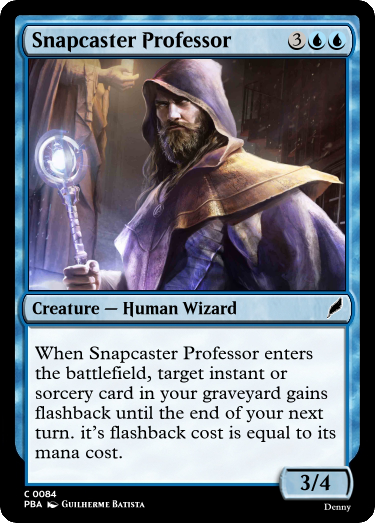 Snapcaster Professor 3
Creature — Human Wizard
When Snapcaster Professor enters
the battlefield, target instant or
sorcery card in your graveyard gains
flashback until the end of your next
turn. it's flashback cost is equal to its
mana cost.
3/4
C 0084
PBA Guilherme Batista
Denny